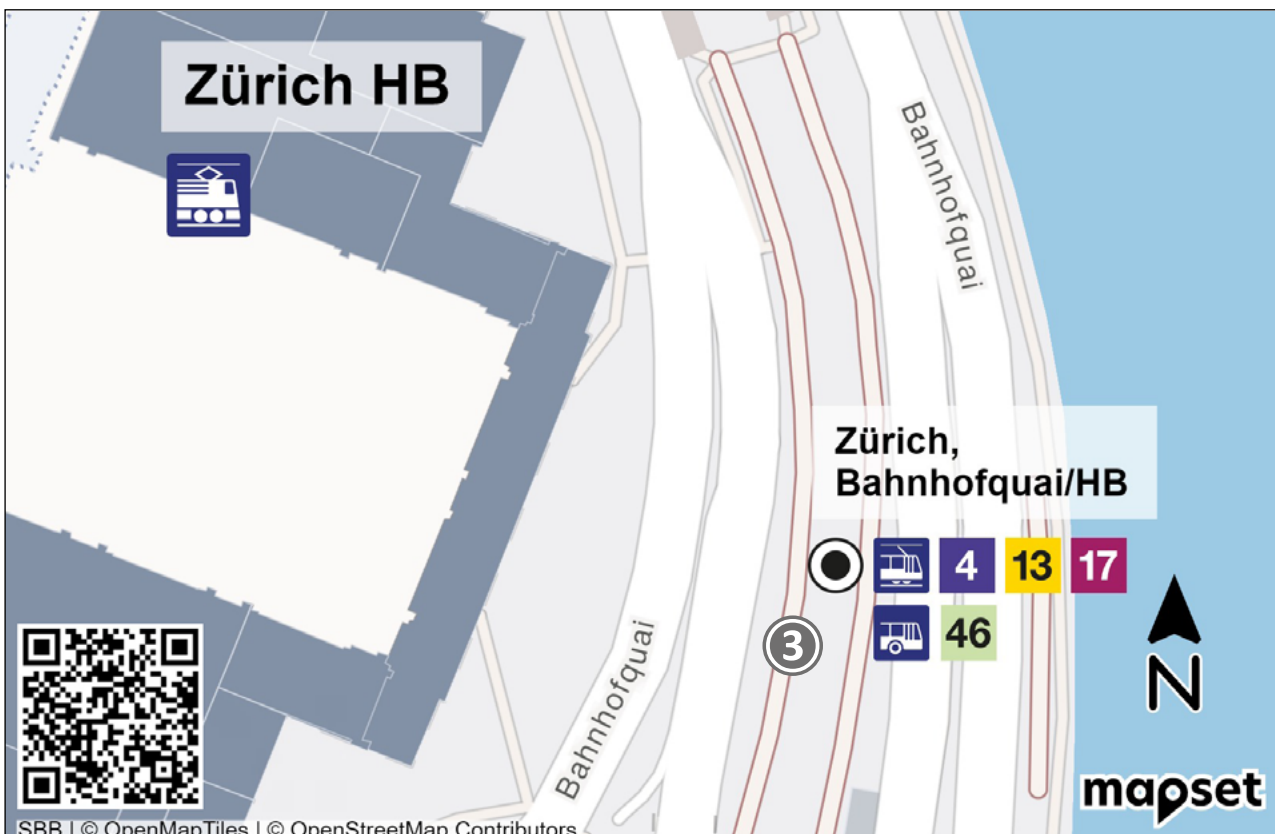 Zürich HB
Bahnhofquai
Zürich,
Bahnhofquai/HB
4 13 17
46
3
Bahnhofquai
N
mapset
SBB | © OpenMapTiles | © OpenStreetMap Contributors